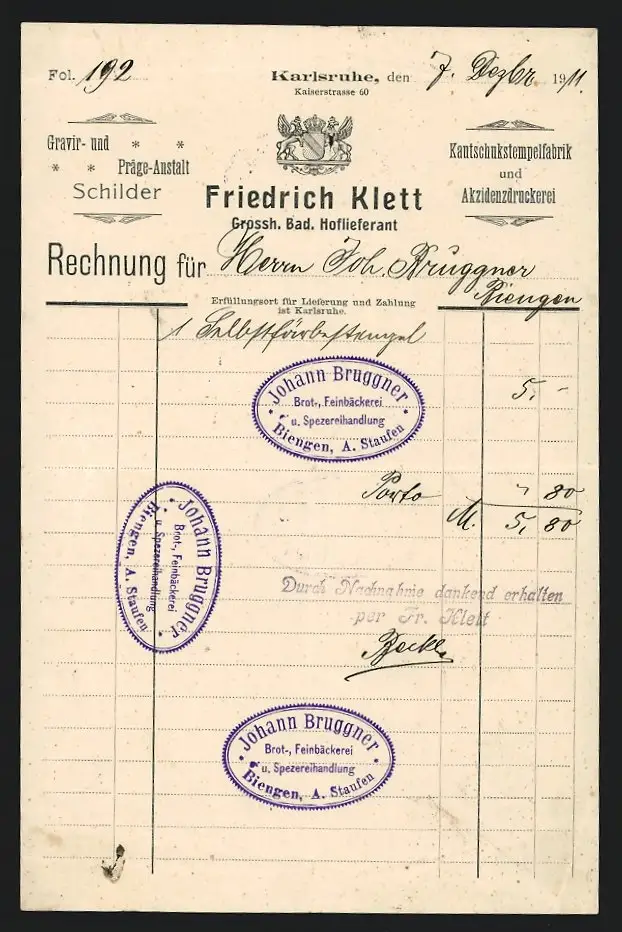 Fol. 192
Karlsruhe, den 7. Dezbr. 1911.
Kaiserstrasse 60
Gravir- und
Präge-Anstalt
Schilder
Kautschukstempelfabrik
und
Akzidenzdruckerei
Friedrich Klett
Grossh. Bad. Hoflieferant
Rechnung für Herrn Joh. Bruggner
Biengen
Erfüllungsort für Lieferung und Zahlung
ist Karlsruhe.
1 Selbstfärbestempel
5. -
Johann Bruggner
Brot-, Feinbäckerei
u. Spezereihandlung
Biengen, A. Staufen
Porto " 80
M. 5, 80
Johann Bruggner
Brot-, Feinbäckerei
u. Spezereihandlung
Biengen, A. Staufen
Durch Nachnahme dankend erhalten
per Fr. Klett
Johann Bruggner
Brot-, Feinbäckerei
u. Spezereihandlung
Biengen, A. Staufen